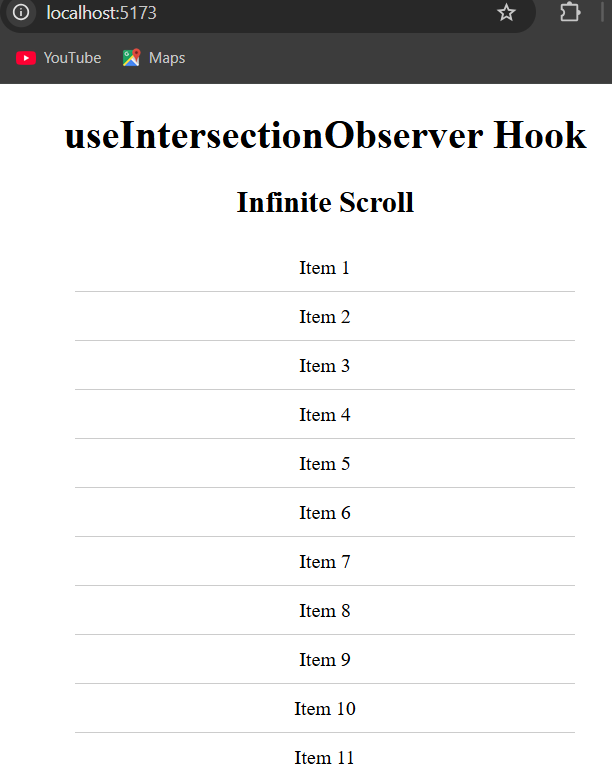 localhost:5173
YouTube Maps
useIntersectionObserver Hook
Infinite Scroll
Item 1
Item 2
Item 3
Item 4
Item 5
Item 6
Item 7
Item 8
Item 9
Item 10
Item 11